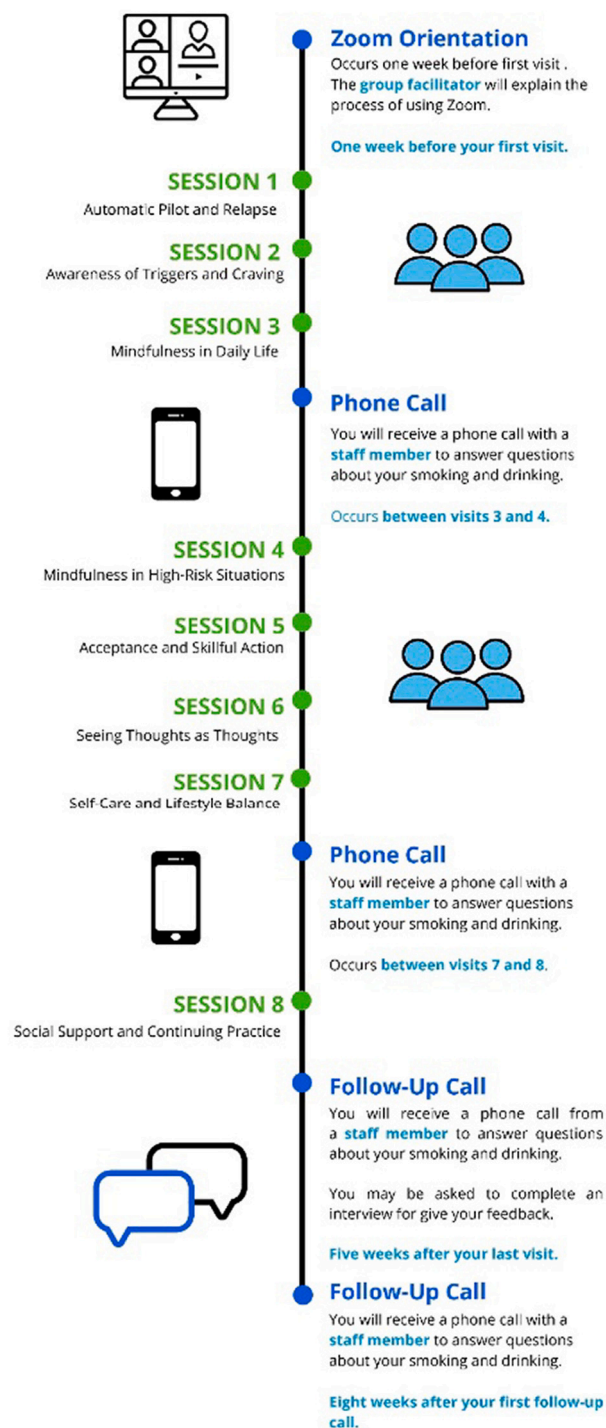 Zoom Orientation
Occurs one week before first visit .
The group facilitator will explain the
process of using Zoom.
One week before your first visit.
SESSION 1
Automatic Pilot and Relapse
SESSION 2
Awareness of Triggers and Craving
SESSION 3
Mindfulness in Daily Life
Phone Call
You will receive a phone call with a
staff member to answer questions
about your smoking and drinking.
Occurs between visits 3 and 4.
SESSION 4
Mindfulness in High-Risk Situations
SESSION 5
Acceptance and Skillful Action
SESSION 6
Seeing Thoughts as Thoughts
SESSION 7
Self-Care and Lifestyle Balance
Phone Call
You will receive a phone call with a
staff member to answer questions
about your smoking and drinking.
Occurs between visits 7 and 8.
SESSION 8
Social Support and Continuing Practice
Follow-Up Call
You will receive a phone call from
a staff member to answer questions
about your smoking and drinking.
You may be asked to complete an
interview for give your feedback.
Five weeks after your last visit.
Follow-Up Call
You will receive a phone call with a
staff member to answer questions
about your smoking and drinking.
Eight weeks after your first follow-up
call.